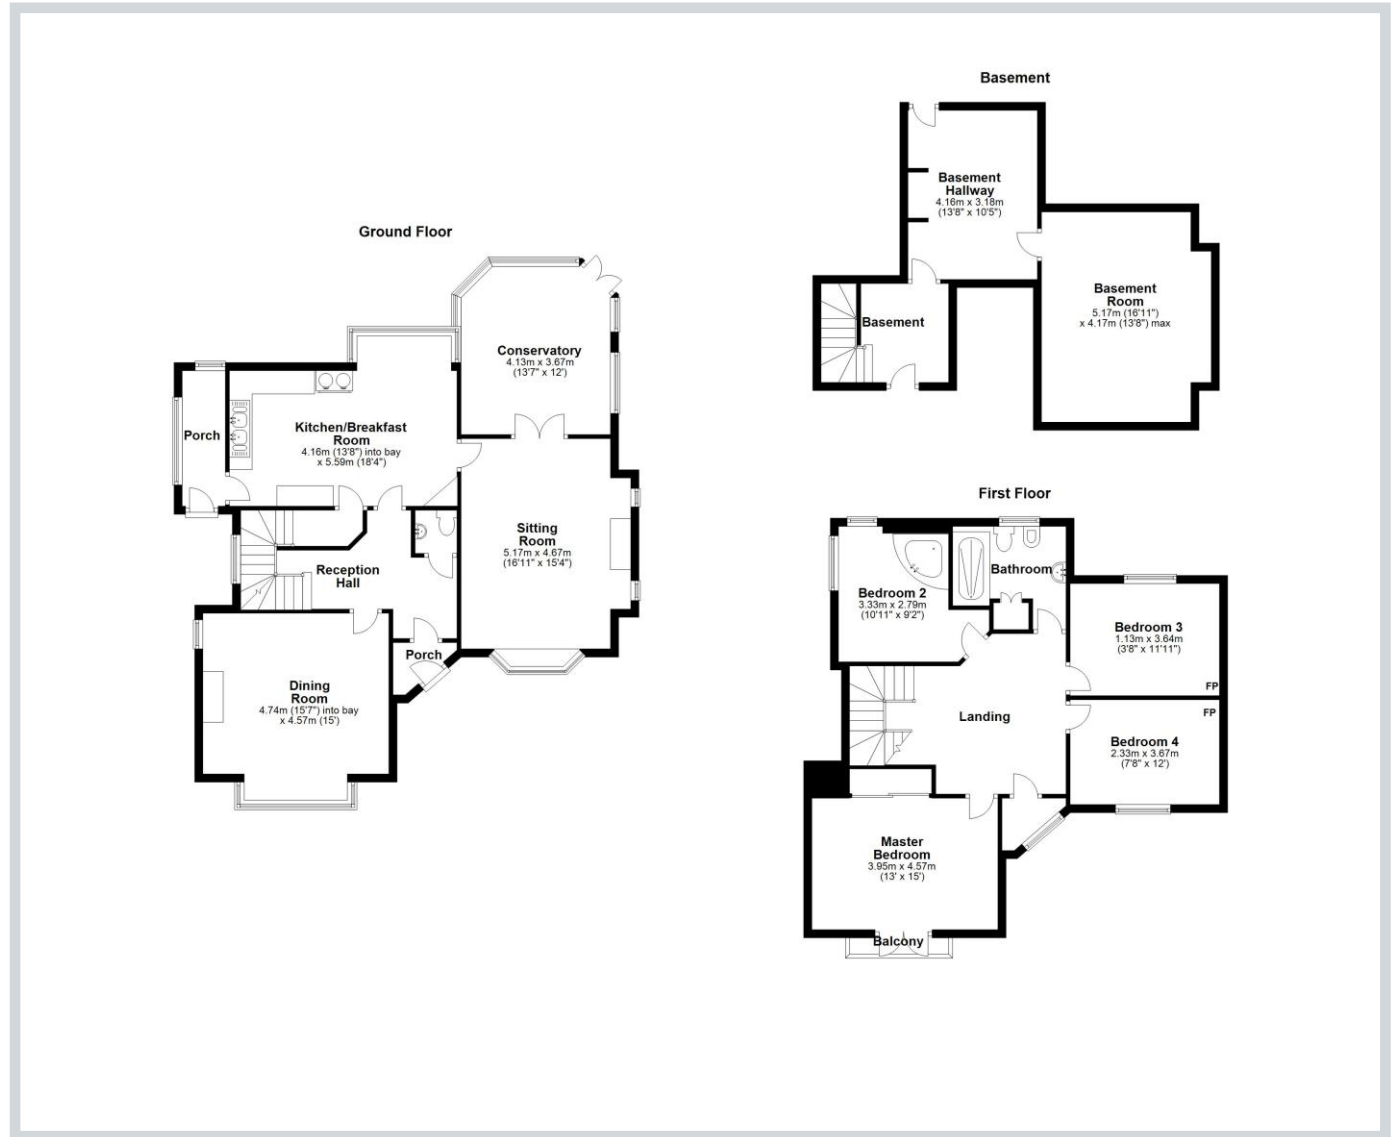 Ground Floor
Conservatory
4.13m x 3.67m
(13'7" x 12')
Porch
Kitchen/Breakfast
Room
4.16m (13'8") into bay
x 5.59m (18'4")
Sitting
Room
5.17m x 4.67m
(16'11" x 15'4")
Reception
Hall
Porch
Dining
Room
4.74m (15'7") into bay
x 4.57m (15')
Basement
Basement
Hallway
4.16m x 3.18m
(13'8" x 10'5")
Basement
Room
5.17m (16'11")
x 4.17m (13'8") max
Basement
First Floor
Bathroom
Bedroom 2
3.33m x 2.79m
(10'11" x 9'2")
Bedroom 3
1.13m x 3.64m
(3'8" x 11'11")
FP
FP
Landing
Bedroom 4
2.33m x 3.67m
(7'8" x 12')
Master
Bedroom
3.95m x 4.57m
(13' x 15')
Balcony